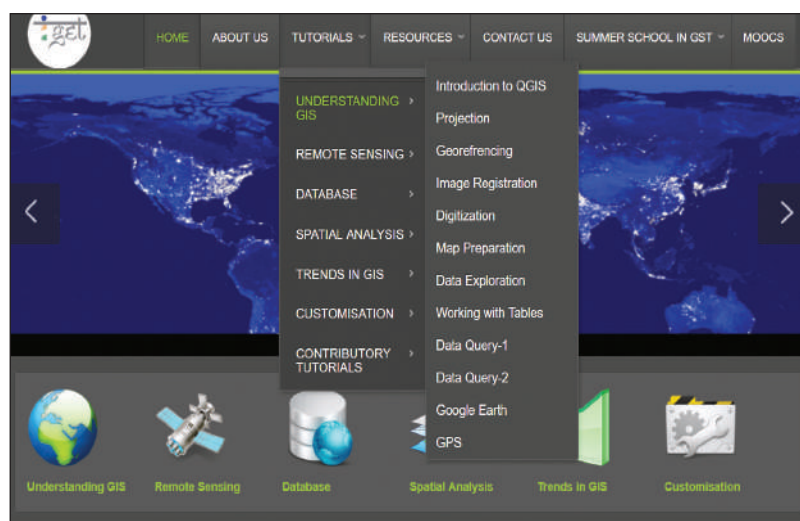 iget
HOME ABOUT US TUTORIALS RESOURCES CONTACT US SUMMER SCHOOL IN GST MOOCS
UNDERSTANDING
GIS
REMOTE SENSING
DATABASE
SPATIAL ANALYSIS
TRENDS IN GIS
CUSTOMISATION
CONTRIBUTORY
TUTORIALS
Introduction to QGIS
Projection
Georefrencing
Image Registration
Digitization
Map Preparation
Data Exploration
Working with Tables
Data Query-1
Data Query-2
Google Earth
GPS
Understanding GIS Remote Sensing Database Spatial Analysis Trends in GIS Customisation